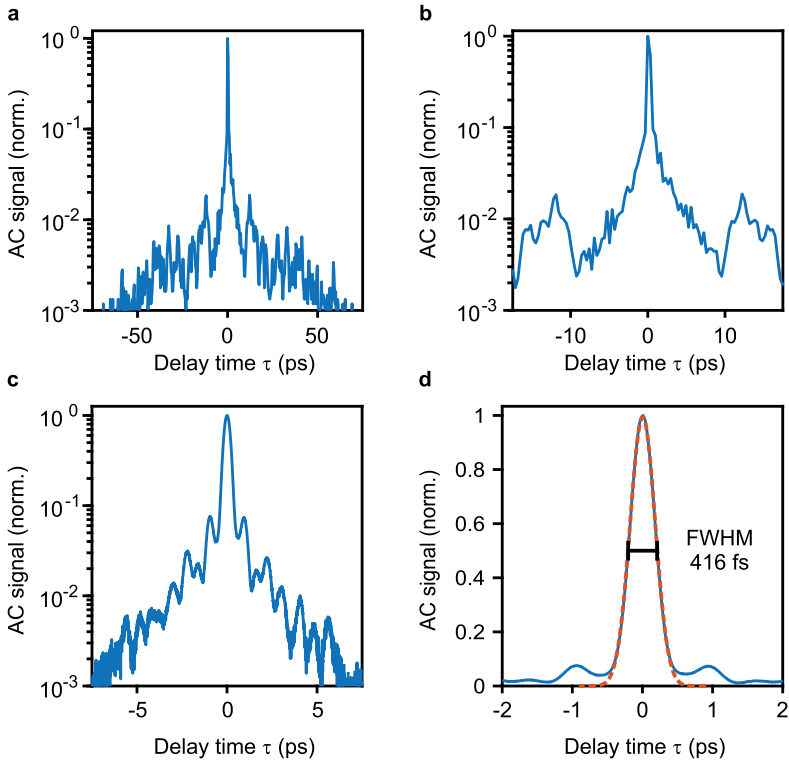 a
10^0
10^-1
10^-2
10^-3
AC signal (norm.)
-50
0
50
Delay time τ (ps)
b
10^0
10^-1
10^-2
10^-3
AC signal (norm.)
-10
0
10
Delay time τ (ps)
c
10^0
10^-1
10^-2
10^-3
AC signal (norm.)
-5
0
5
Delay time τ (ps)
d
1
0.8
0.6
0.4
0.2
0
AC signal (norm.)
FWHM
416 fs
-2
-1
0
1
2
Delay time τ (ps)